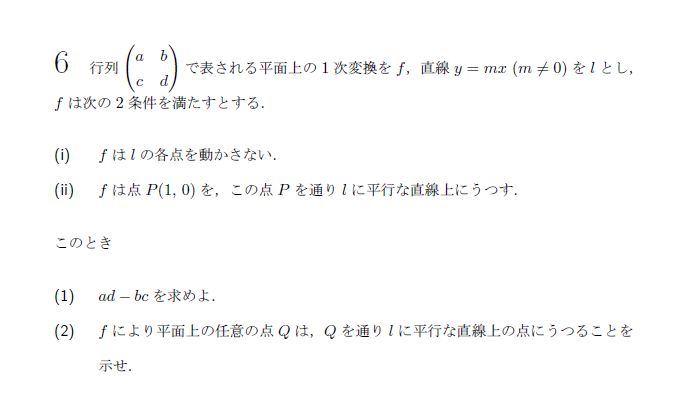 6 行列 $\begin{pmatrix} a & b \\ c & d \end{pmatrix}$ で表される平面上の 1 次変換を f，直線 y = mx (m ≠ 0) を l とし，
f は次の 2 条件を満たすとする．
(i) f は l の各点を動かさない．
(ii) f は点 P(1, 0) を，この点 P を通り l に平行な直線上にうつす．
このとき
(1) ad − bc を求めよ．
(2) f により平面上の任意の点 Q は，Q を通り l に平行な直線上の点にうつることを
示せ．